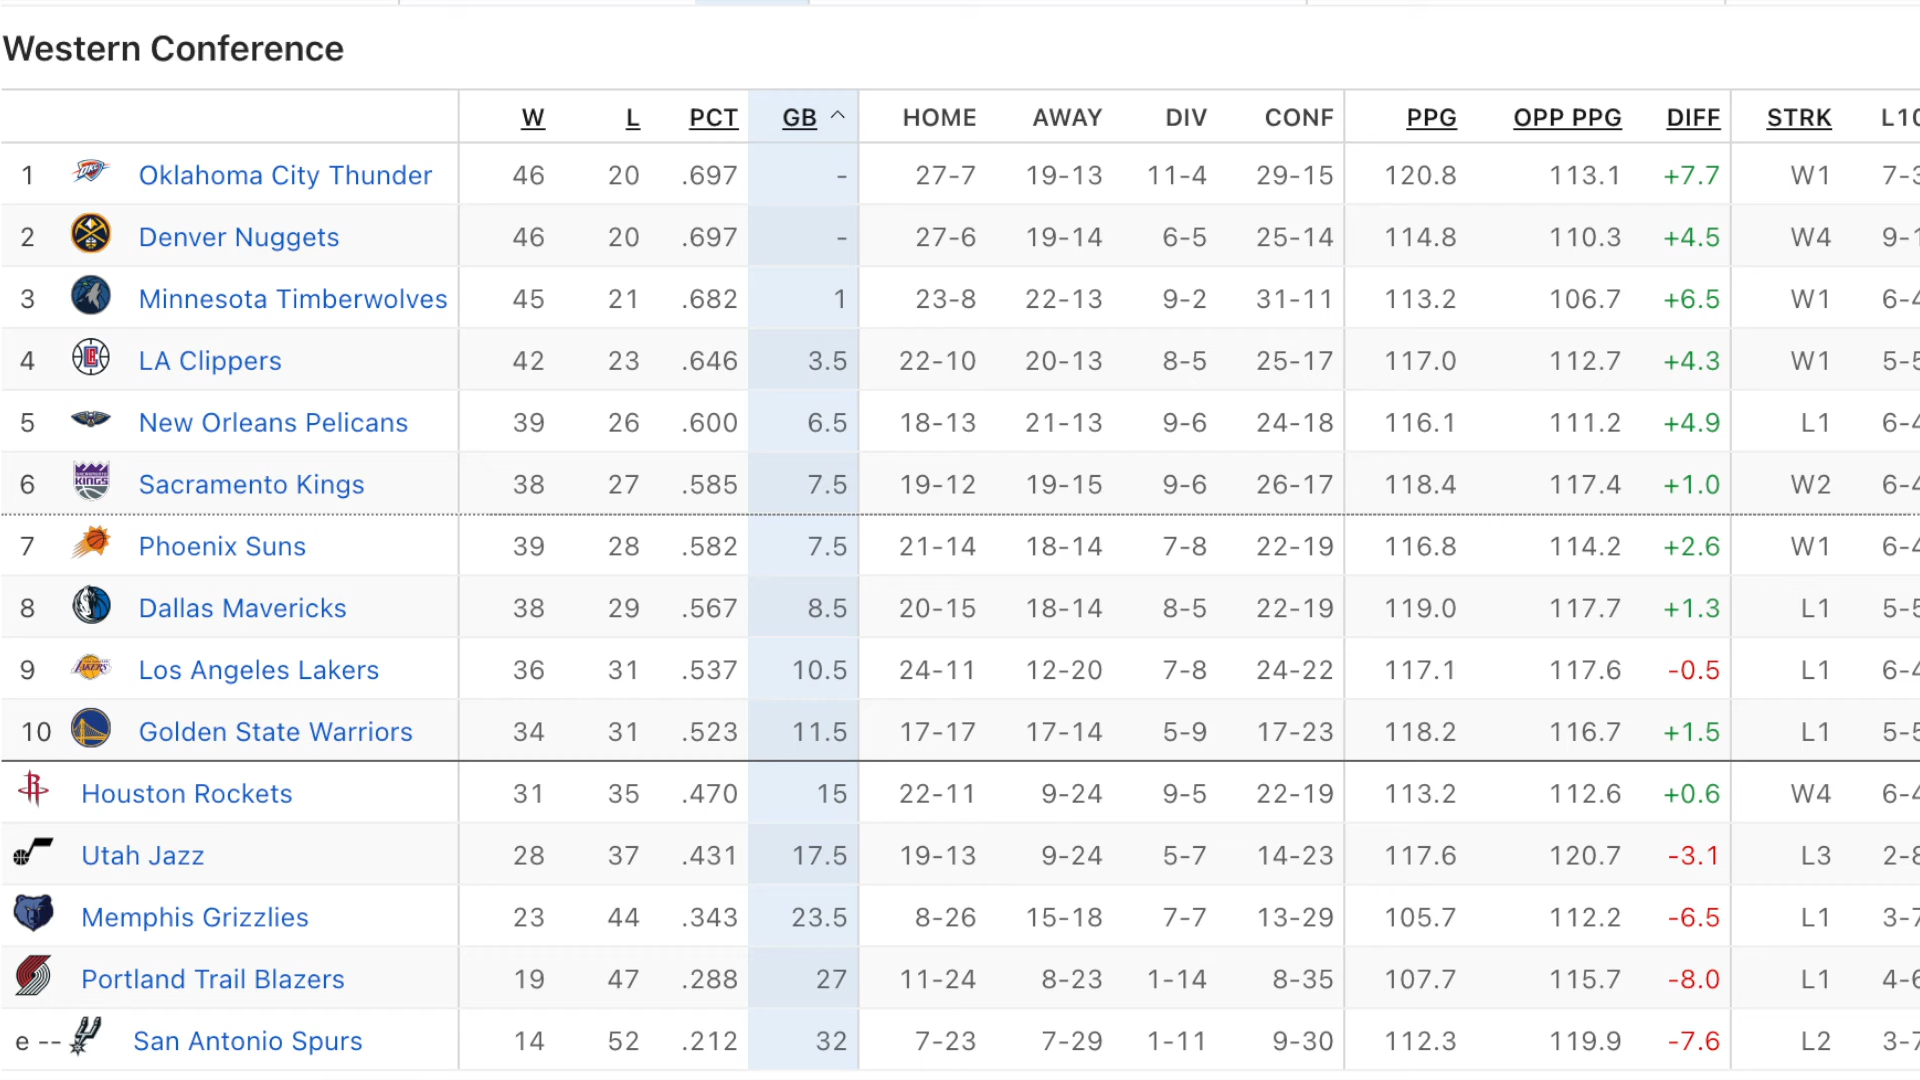 Western Conference
W L PCT GB HOME AWAY DIV CONF PPG OPP PPG DIFF STRK
1 Oklahoma City Thunder 46 20 .697 - 27-7 19-13 11-4 29-15 120.8 113.1 +7.7 W1
2 Denver Nuggets 46 20 .697 - 27-6 19-14 6-5 25-14 114.8 110.3 +4.5 W4
3 Minnesota Timberwolves 45 21 .682 1 23-8 22-13 9-2 31-11 113.2 106.7 +6.5 W1
4 LA Clippers 42 23 .646 3.5 22-10 20-13 8-5 25-17 117.0 112.7 +4.3 W1
5 New Orleans Pelicans 39 26 .600 6.5 18-13 21-13 9-6 24-18 116.1 111.2 +4.9 L1
6 Sacramento Kings 38 27 .585 7.5 19-12 19-15 9-6 26-17 118.4 117.4 +1.0 W2
7 Phoenix Suns 39 28 .582 7.5 21-14 18-14 7-8 22-19 116.8 114.2 +2.6 W1
8 Dallas Mavericks 38 29 .567 8.5 20-15 18-14 8-5 22-19 119.0 117.7 +1.3 L1
9 Los Angeles Lakers 36 31 .537 10.5 24-11 12-20 7-8 24-22 117.1 117.6 -0.5 L1
10 Golden State Warriors 34 31 .523 11.5 17-17 17-14 5-9 17-23 118.2 116.7 +1.5 L1
Houston Rockets 31 35 .470 15 22-11 9-24 9-5 22-19 113.2 112.6 +0.6 W4
Utah Jazz 28 37 .431 17.5 19-13 9-24 5-7 14-23 117.6 120.7 -3.1 L3
Memphis Grizzlies 23 44 .343 23.5 8-26 15-18 7-7 13-29 105.7 112.2 -6.5 L1
Portland Trail Blazers 19 47 .288 27 11-24 8-23 1-14 8-35 107.7 115.7 -8.0 L1
e -- San Antonio Spurs 14 52 .212 32 7-23 7-29 1-11 9-30 112.3 119.9 -7.6 L2